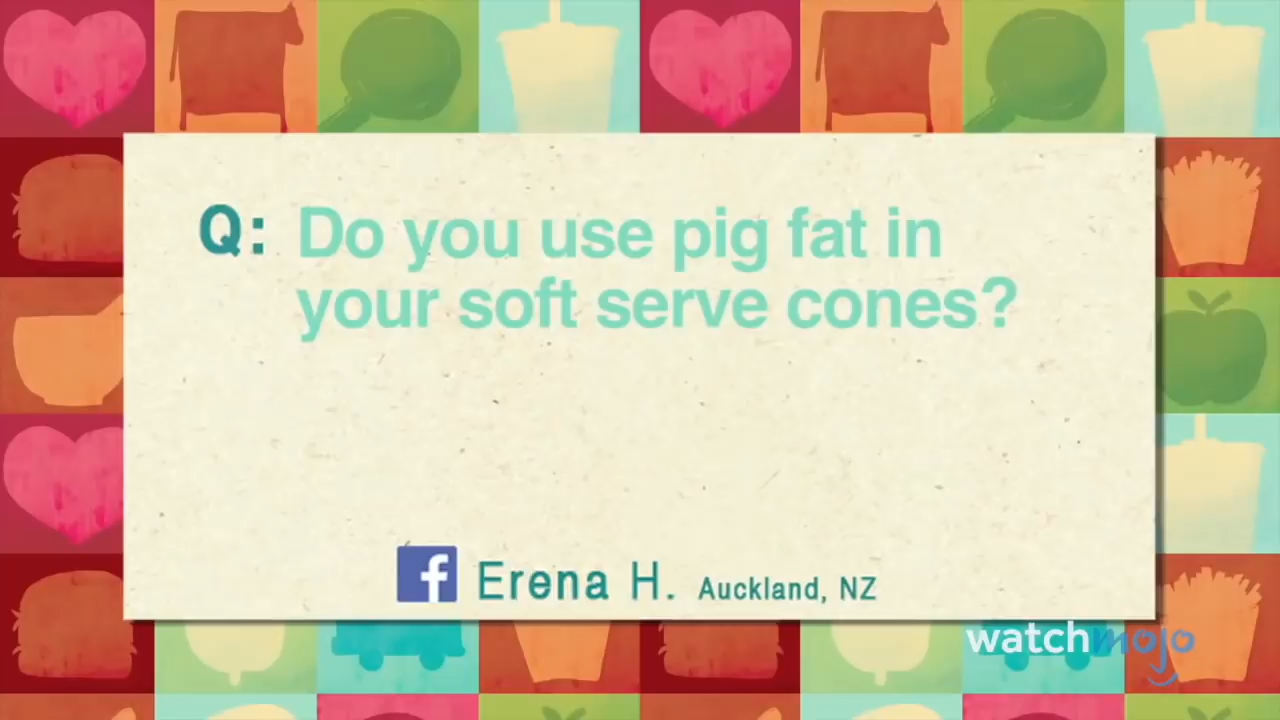 Q: Do you use pig fat in
your soft serve cones?
f Erena H. Auckland, NZ
watchmojo